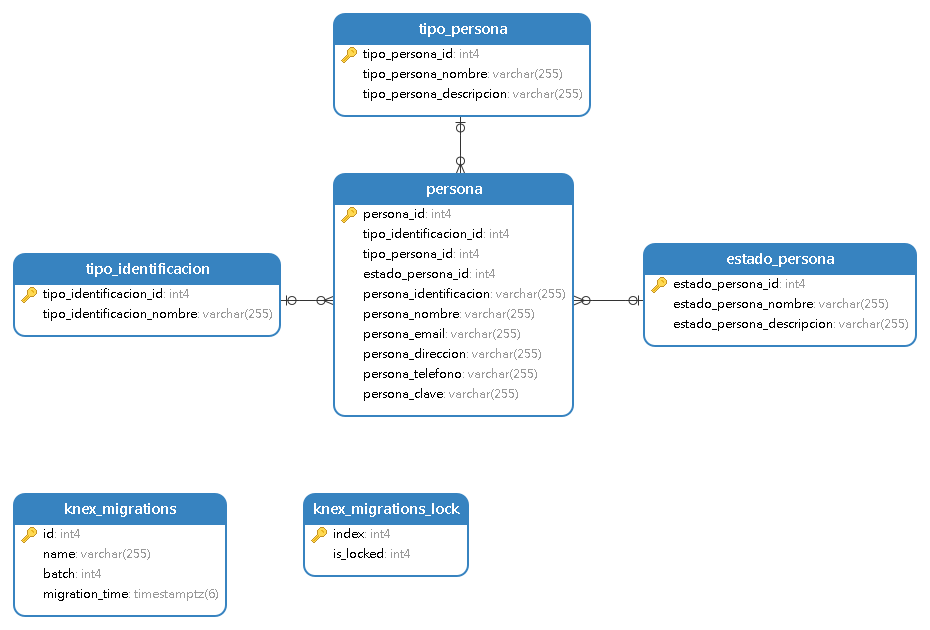 tipo_persona
tipo_persona_id: int4
tipo_persona_nombre: varchar(255)
tipo_persona_descripcion: varchar(255)
persona
persona_id: int4
tipo_identificacion_id: int4
tipo_persona_id: int4
estado_persona_id: int4
persona_identificacion: varchar(255)
persona_nombre: varchar(255)
persona_email: varchar(255)
persona_direccion: varchar(255)
persona_telefono: varchar(255)
persona_clave: varchar(255)
tipo_identificacion
tipo_identificacion_id: int4
tipo_identificacion_nombre: varchar(255)
estado_persona
estado_persona_id: int4
estado_persona_nombre: varchar(255)
estado_persona_descripcion: varchar(255)
knex_migrations
id: int4
name: varchar(255)
batch: int4
migration_time: timestamptz(6)
knex_migrations_lock
index: int4
is_locked: int4